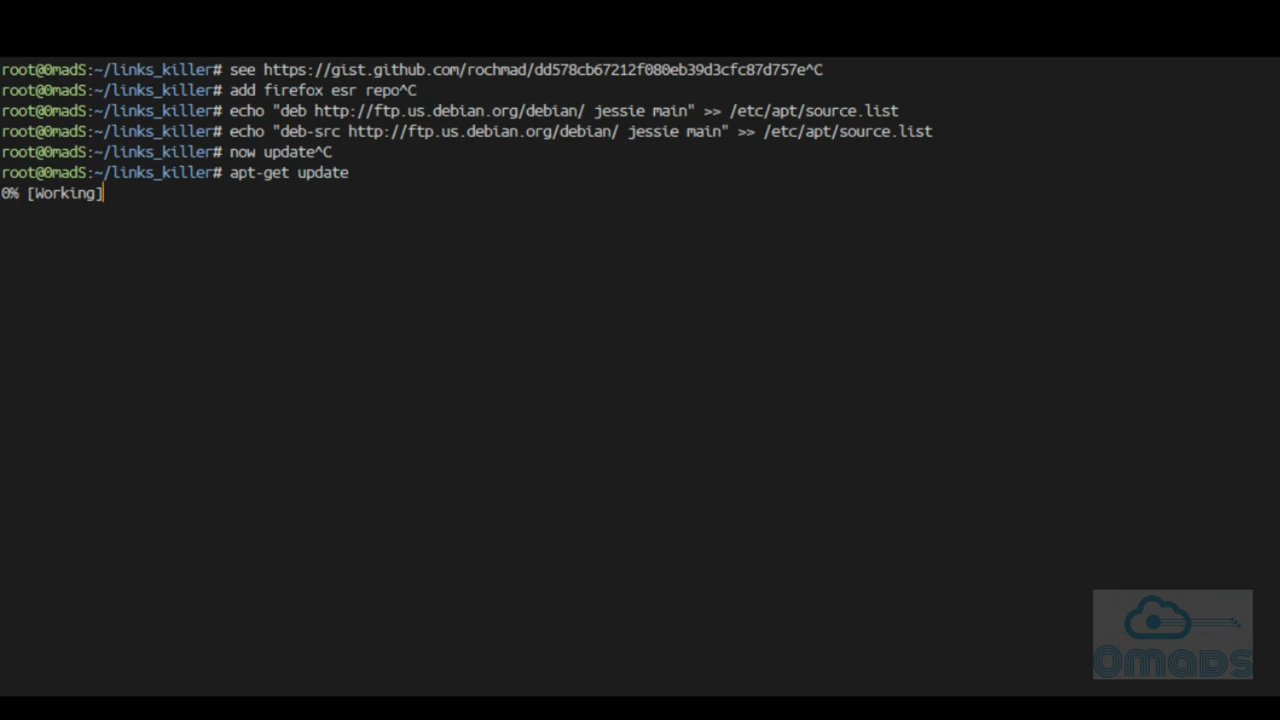 root@0madS:~/links_killer# see https://gist.github.com/rochmad/dd578cb67212f080eb39d3cfc87d757e^C
root@0madS:~/links_killer# add firefox esr repo^C
root@0madS:~/links_killer# echo "deb http://ftp.us.debian.org/debian/ jessie main" >> /etc/apt/source.list
root@0madS:~/links_killer# echo "deb-src http://ftp.us.debian.org/debian/ jessie main" >> /etc/apt/source.list
root@0madS:~/links_killer# now update^C
root@0madS:~/links_killer# apt-get update
0% [Working]
0maDS